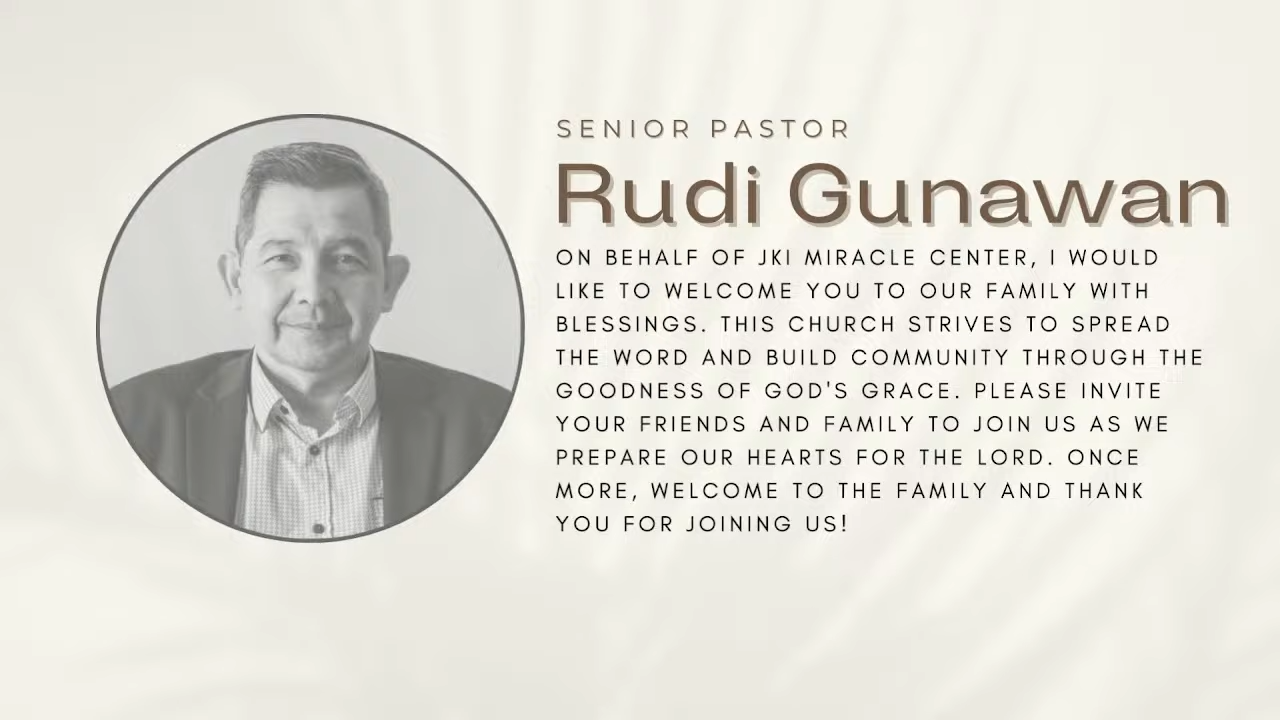 SENIOR PASTOR
Rudi Gunawan
ON BEHALF OF JKI MIRACLE CENTER, I WOULD
LIKE TO WELCOME YOU TO OUR FAMILY WITH
BLESSINGS. THIS CHURCH STRIVES TO SPREAD
THE WORD AND BUILD COMMUNITY THROUGH THE
GOODNESS OF GOD'S GRACE. PLEASE INVITE
YOUR FRIENDS AND FAMILY TO JOIN US AS WE
PREPARE OUR HEARTS FOR THE LORD. ONCE
MORE, WELCOME TO THE FAMILY AND THANK
YOU FOR JOINING US!